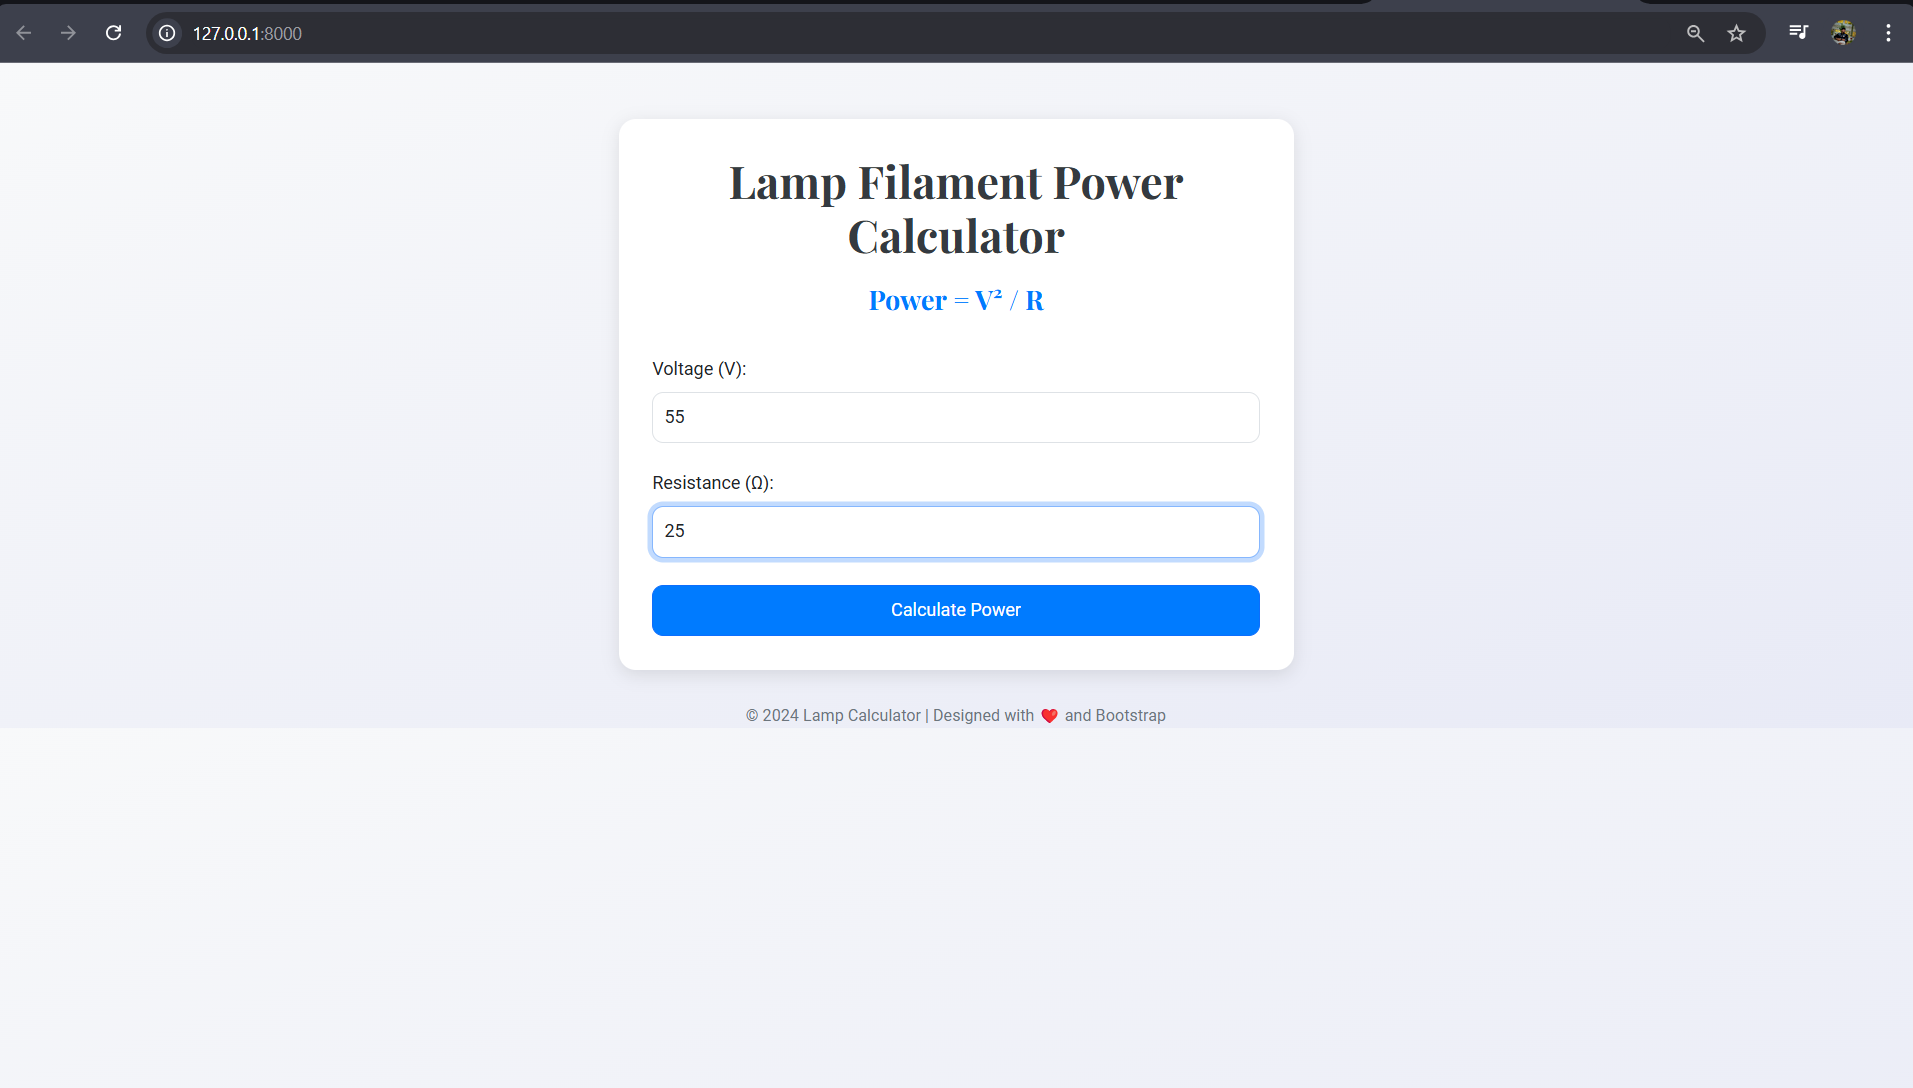 127.0.0.1:8000
Lamp Filament Power
Calculator
Power = V² / R
Voltage (V):
55
Resistance (Ω):
25
Calculate Power
© 2024 Lamp Calculator | Designed with ❤️ and Bootstrap